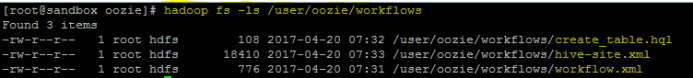 [root@sandbox oozie]# hadoop fs -ls /user/oozie/workflows
Found 3 items
-rw-r--r--   1 root hdfs        108 2017-04-20 07:32 /user/oozie/workflows/create_table.hql
-rw-r--r--   1 root hdfs      18410 2017-04-20 07:33 /user/oozie/workflows/hive-site.xml
-rw-r--r--   1 root hdfs        776 2017-04-20 07:31 /user/oozie/workflows/workflow.xml